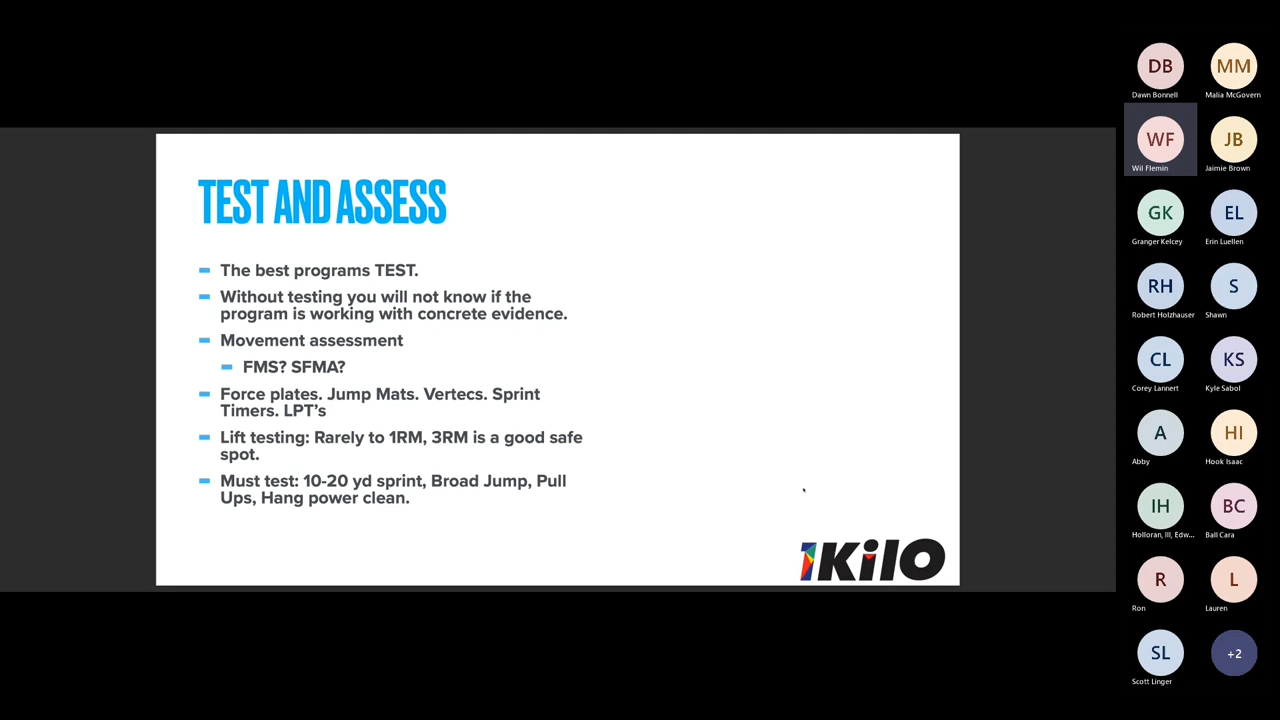 TEST AND ASSESS
The best programs TEST.
Without testing you will not know if the
program is working with concrete evidence.
Movement assessment
FMS? SFMA?
Force plates. Jump Mats. Vertecs. Sprint
Timers. LPT’s
Lift testing: Rarely to 1RM, 3RM is a good safe
spot.
Must test: 10-20 yd sprint, Broad Jump, Pull
Ups, Hang power clean.
1Kilo
DB
Dawn Bonnell
MM
Malia McGovern
WF
Wil Flemin
JB
Jaimie Brown
GK
Granger Kelcey
EL
Erin Luellen
RH
Robert Holzhauser
S
Shawn
CL
Corey Lannert
KS
Kyle Sabol
A
Abby
HI
Hook Isaac
IH
Holloran, III, Edw...
BC
Ball Cara
R
Ron
L
Lauren
SL
Scott Linger
+2